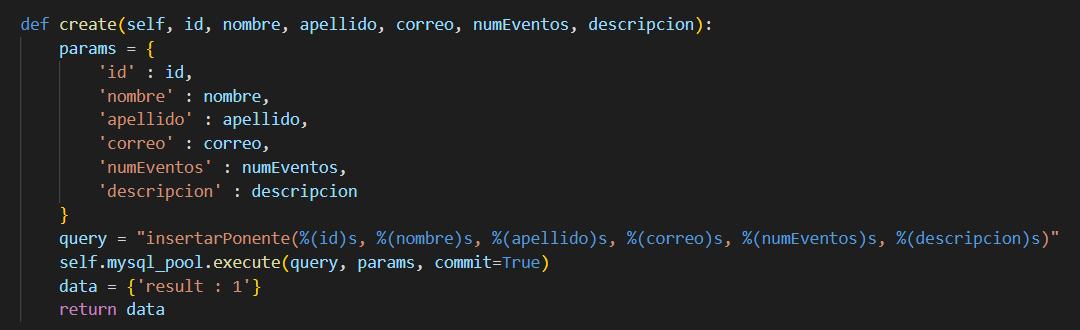 def create(self, id, nombre, apellido, correo, numEventos, descripcion):
    params = {
        'id' : id,
        'nombre' : nombre,
        'apellido' : apellido,
        'correo' : correo,
        'numEventos' : numEventos,
        'descripcion' : descripcion
    }
    query = "insertarPonente(%(id)s, %(nombre)s, %(apellido)s, %(correo)s, %(numEventos)s, %(descripcion)s)"
    self.mysql_pool.execute(query, params, commit=True)
    data = {'result : 1'}
    return data